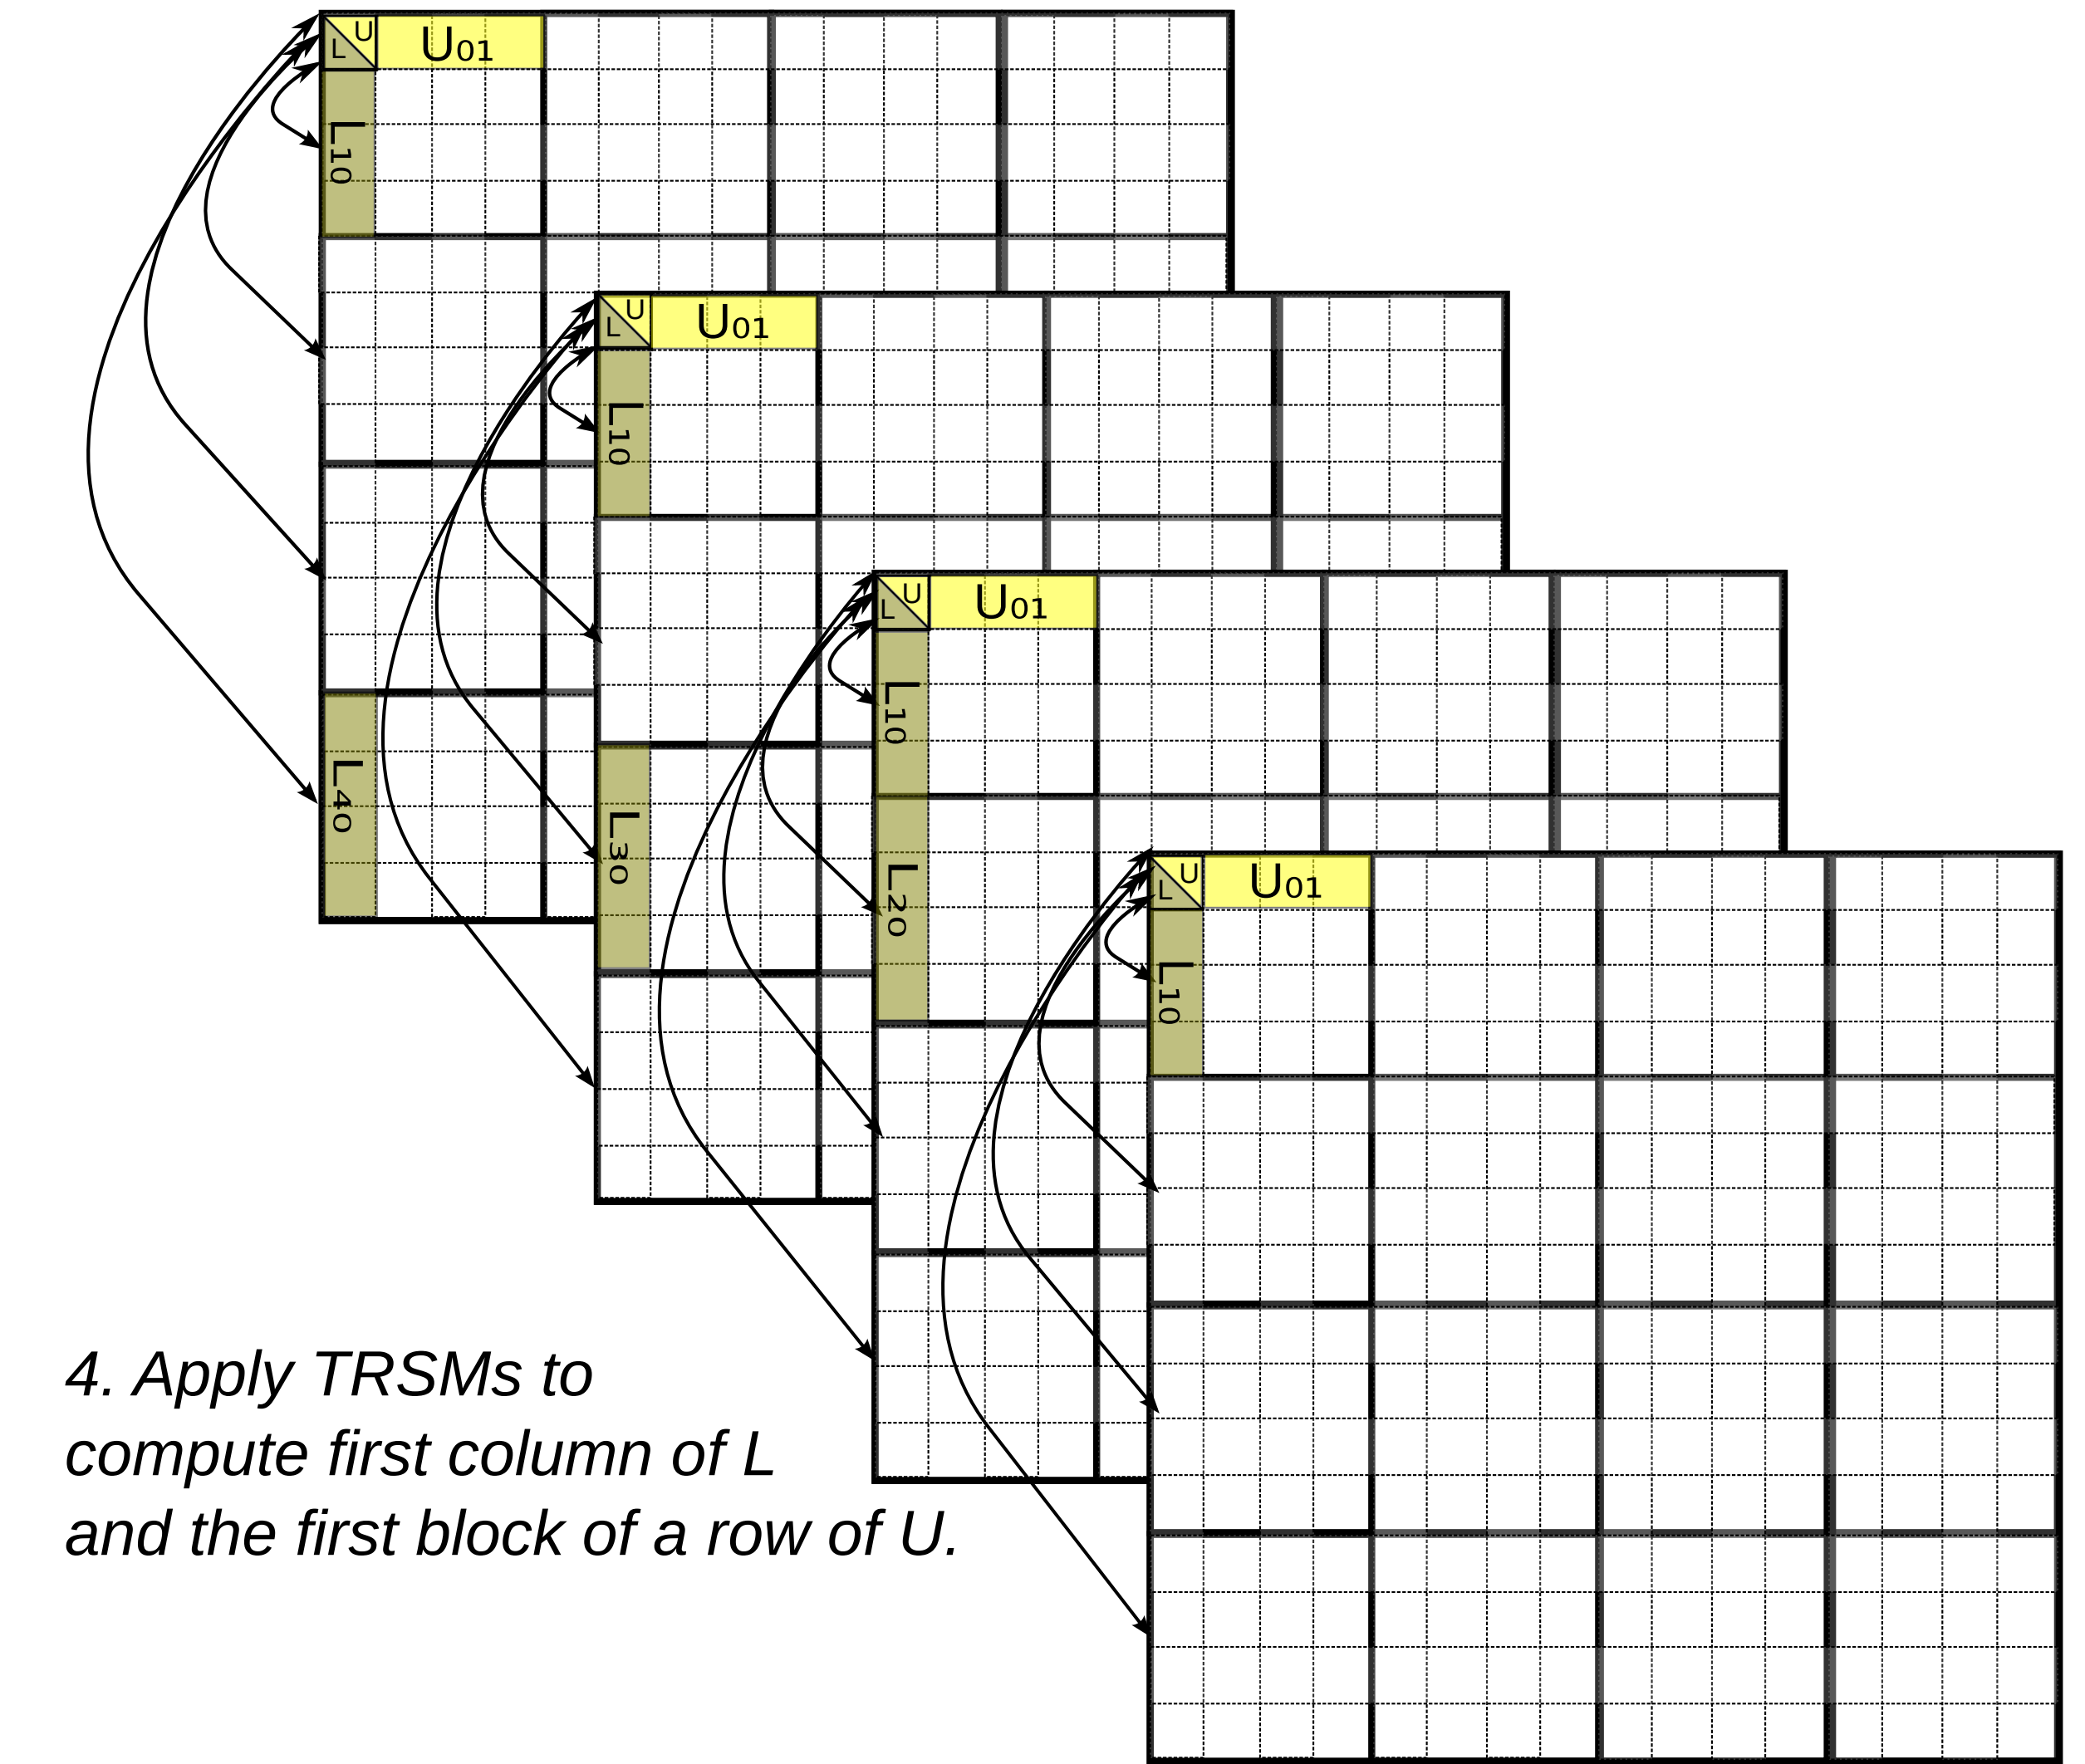 U
L
U01
L10
L40
U
L
U01
L10
L30
U
L
U01
L10
L20
U
L
U01
L10
4. Apply TRSMs to
compute first column of L
and the first block of a row of U.